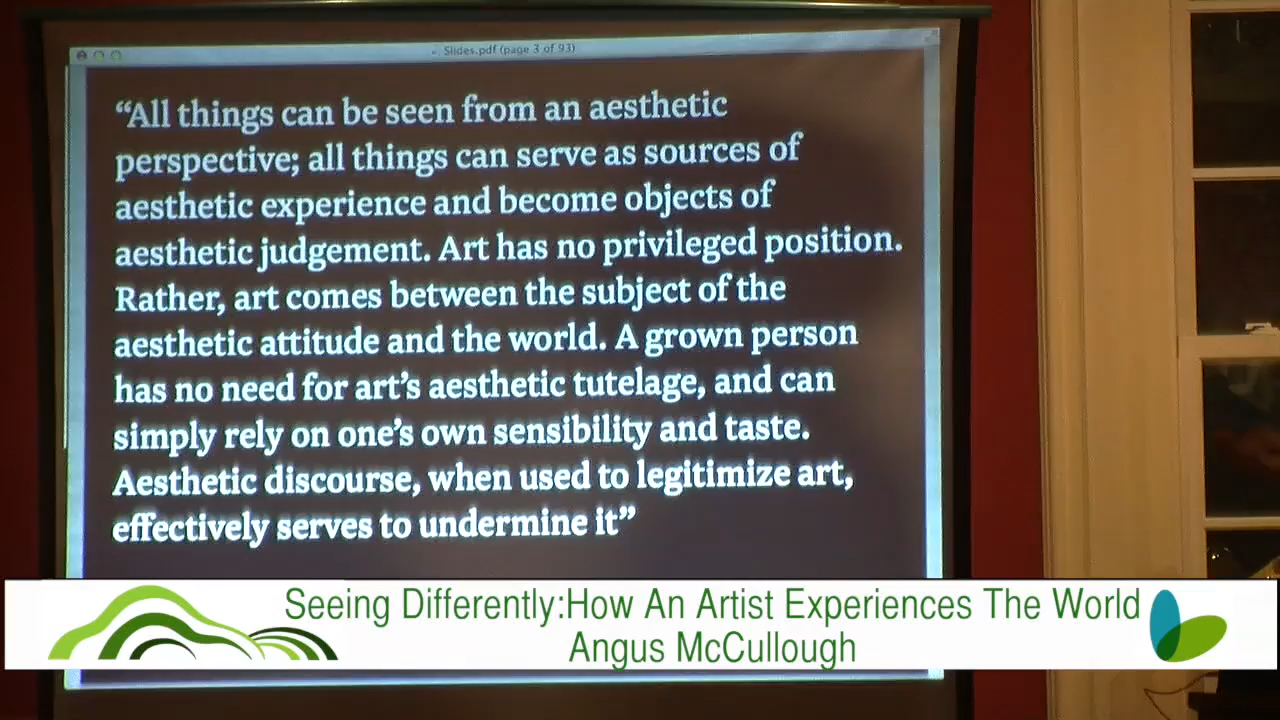 Slides.pdf (page 3 of 93)
“All things can be seen from an aesthetic
perspective; all things can serve as sources of
aesthetic experience and become objects of
aesthetic judgement. Art has no privileged position.
Rather, art comes between the subject of the
aesthetic attitude and the world. A grown person
has no need for art’s aesthetic tutelage, and can
simply rely on one’s own sensibility and taste.
Aesthetic discourse, when used to legitimize art,
effectively serves to undermine it”
Seeing Differently:How An Artist Experiences The World
Angus McCullough